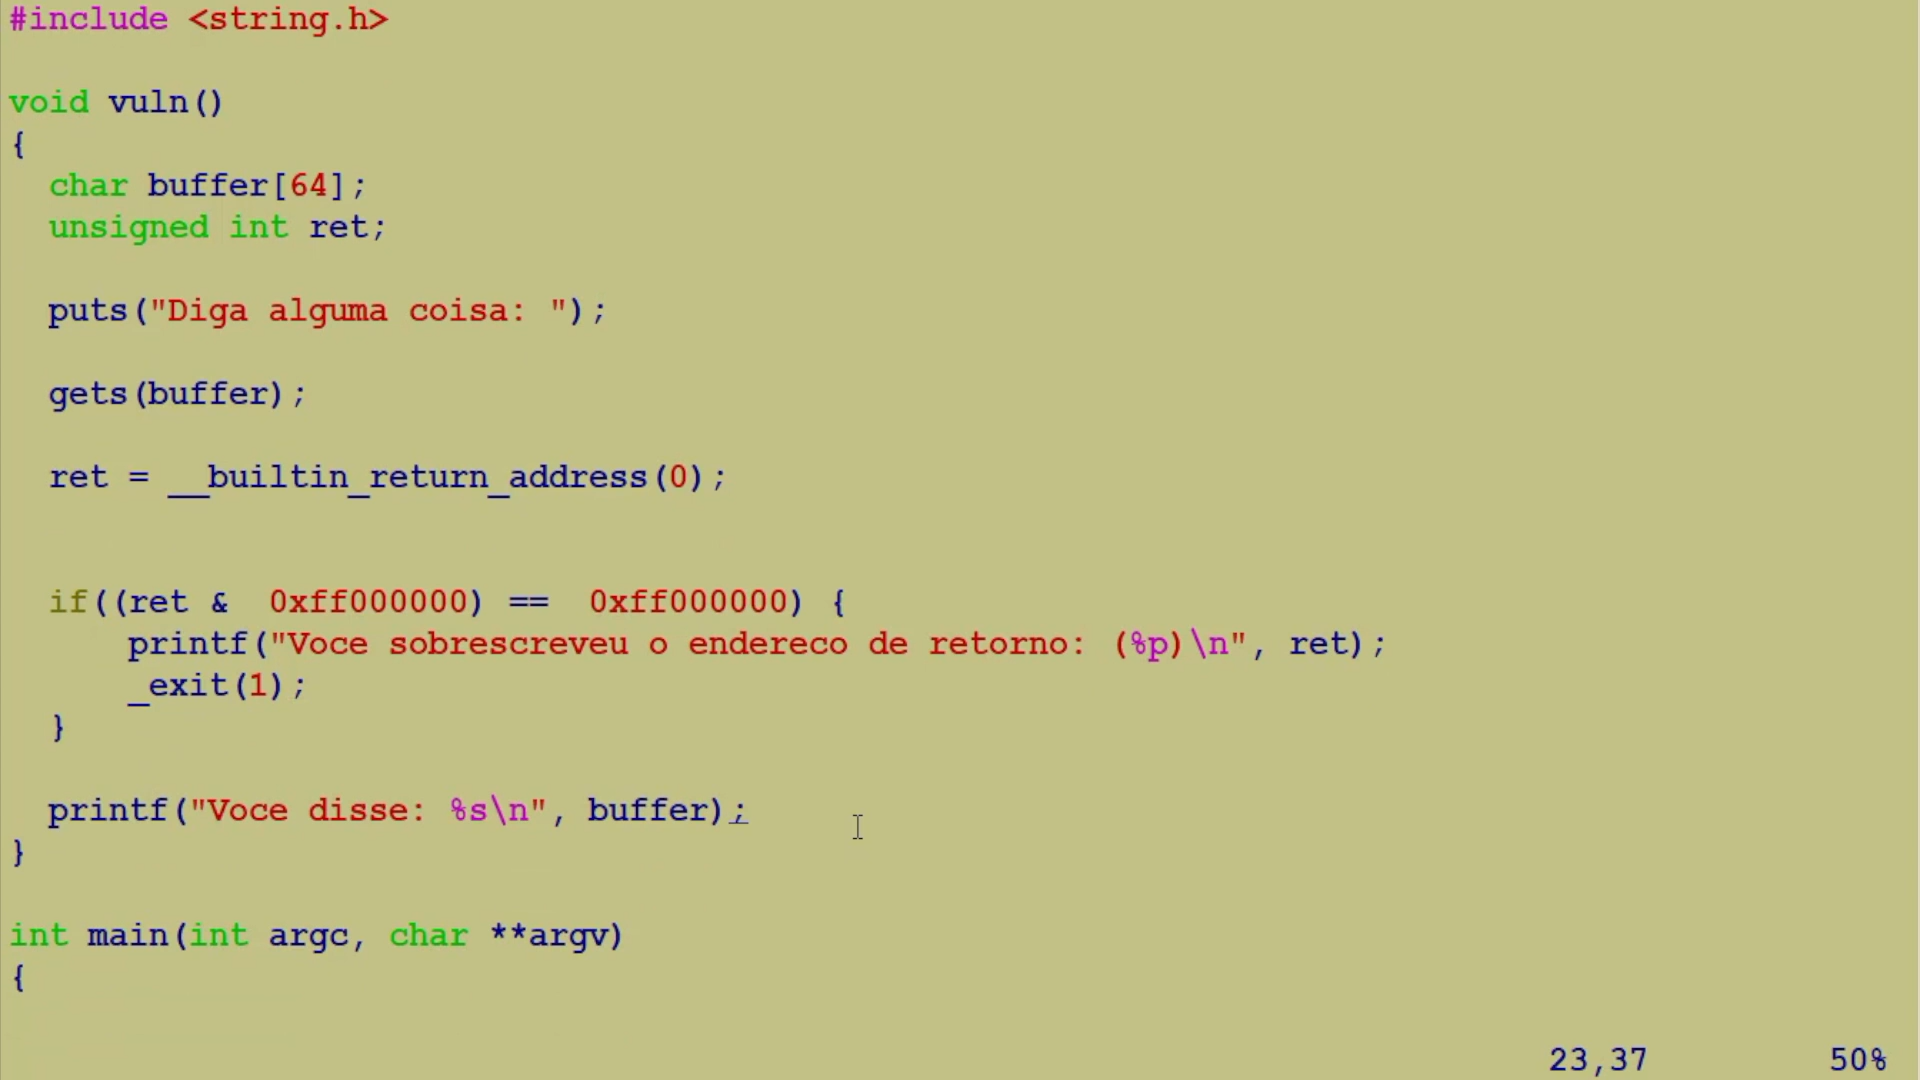 #include <string.h>
void vuln()
{
char buffer[64];
unsigned int ret;
puts("Diga alguma coisa: ");
gets(buffer);
ret = __builtin_return_address(0);
if((ret &  0xff000000) ==  0xff000000) {
printf("Voce sobrescreveu o endereco de retorno: (%p)\n", ret);
_exit(1);
}
printf("Voce disse: %s\n", buffer);
}
int main(int argc, char **argv)
{
23,37 50%